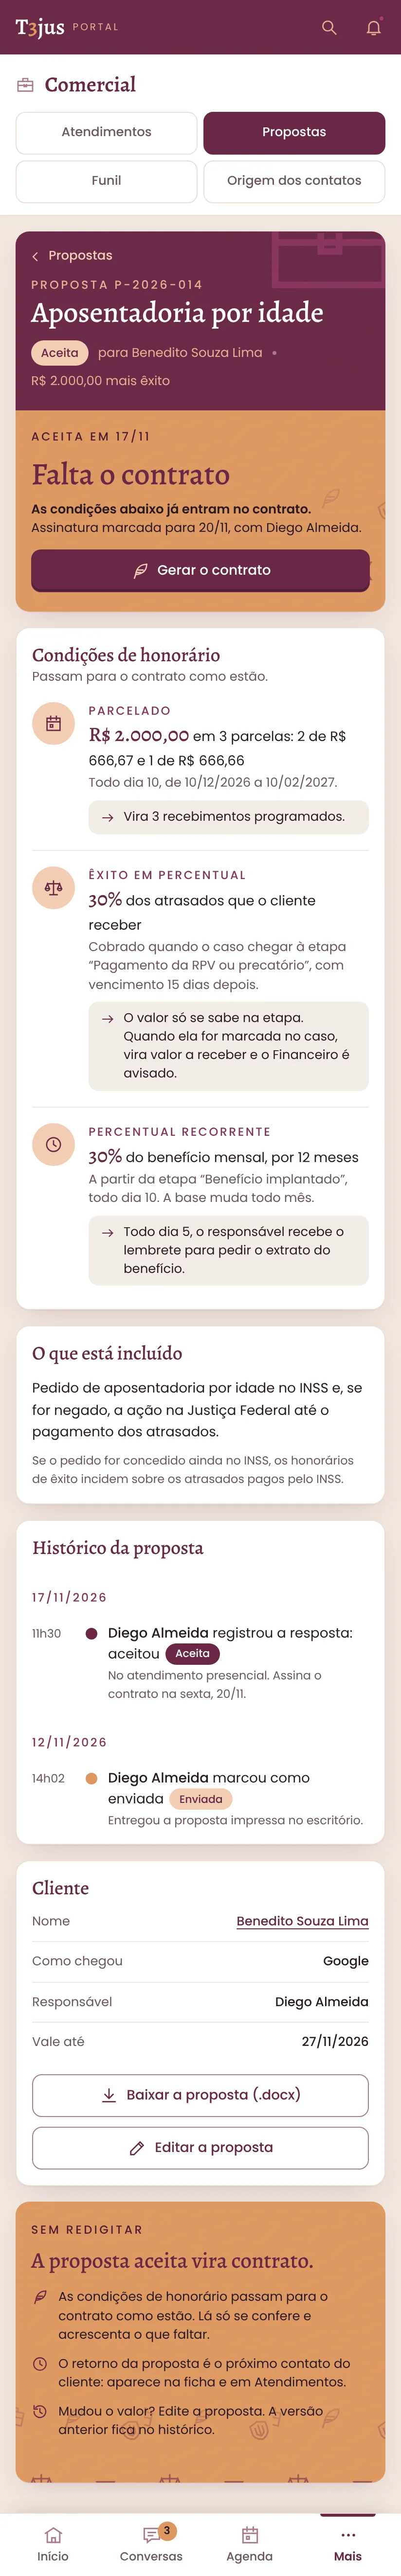 T3jus PORTAL
Comercial
Atendimentos
Propostas
Funil
Origem dos contatos
Propostas
PROPOSTA P-2026-014
Aposentadoria por idade
Aceita para Benedito Souza Lima •
R$ 2.000,00 mais êxito
ACEITA EM 17/11
Falta o contrato
As condições abaixo já entram no contrato.
Assinatura marcada para 20/11, com Diego Almeida.
Gerar o contrato
Condições de honorário
Passam para o contrato como estão.
PARCELADO
R$ 2.000,00 em 3 parcelas: 2 de R$
666,67 e 1 de R$ 666,66
Todo dia 10, de 10/12/2026 a 10/02/2027.
→ Vira 3 recebimentos programados.
ÊXITO EM PERCENTUAL
30% dos atrasados que o cliente
receber
Cobrado quando o caso chegar à etapa
“Pagamento da RPV ou precatório”, com
vencimento 15 dias depois.
→ O valor só se sabe na etapa.
Quando ela for marcada no caso,
vira valor a receber e o Financeiro é
avisado.
PERCENTUAL RECORRENTE
30% do benefício mensal, por 12 meses
A partir da etapa “Benefício implantado”,
todo dia 10. A base muda todo mês.
→ Todo dia 5, o responsável recebe o
lembrete para pedir o extrato do
benefício.
O que está incluído
Pedido de aposentadoria por idade no INSS e, se
for negado, a ação na Justiça Federal até o
pagamento dos atrasados.
Se o pedido for concedido ainda no INSS, os honorários
de êxito incidem sobre os atrasados pagos pelo INSS.
Histórico da proposta
17/11/2026
11h30 Diego Almeida registrou a resposta:
aceitou Aceita
No atendimento presencial. Assina o
contrato na sexta, 20/11.
12/11/2026
14h02 Diego Almeida marcou como
enviada Enviada
Entregou a proposta impressa no escritório.
Cliente
Nome Benedito Souza Lima
Como chegou Google
Responsável Diego Almeida
Vale até 27/11/2026
Baixar a proposta (.docx)
Editar a proposta
SEM REDIGITAR
A proposta aceita vira contrato.
As condições de honorário passam para o
contrato como estão. Lá só se confere e
acrescenta o que faltar.
O retorno da proposta é o próximo contato do
cliente: aparece na ficha e em Atendimentos.
Mudou o valor? Edite a proposta. A versão
anterior fica no histórico.
Início
Conversas 3
Agenda
Mais